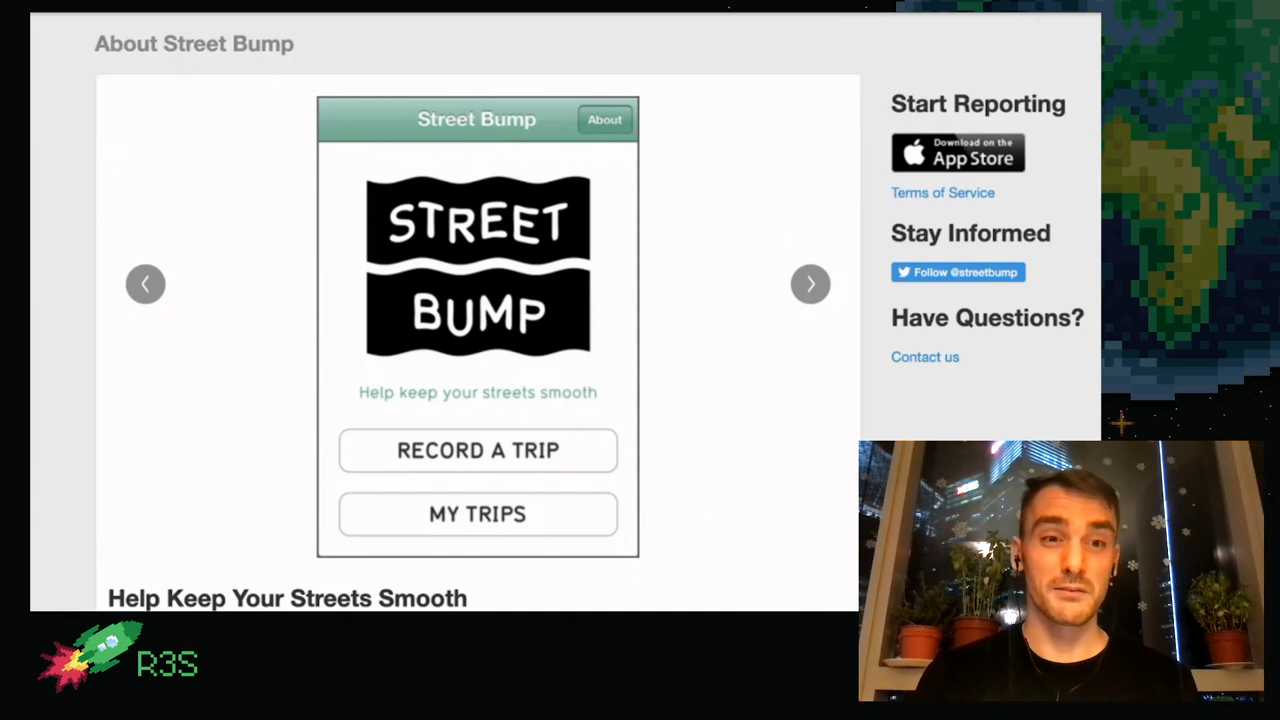 About Street Bump
Street Bump
About
STREET
BUMP
Help keep your streets smooth
RECORD A TRIP
MY TRIPS
Help Keep Your Streets Smooth
Start Reporting
Download on the
App Store
Terms of Service
Stay Informed
Follow @streetbump
Have Questions?
Contact us
R3S